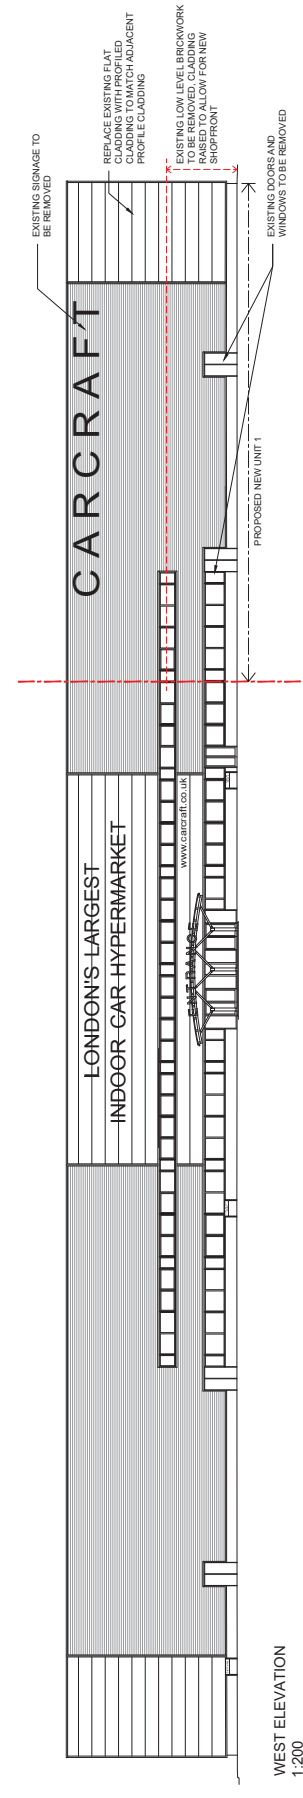 EXISTING SIGNAGE TO
BE REMOVED
REPLACE EXISTING FLAT
CLADDING WITH PROFILED
CLADDING TO MATCH ADJACENT
PROFILE CLADDING
EXISTING LOW LEVEL BRICKWORK
TO BE REMOVED, CLADDING
RAISED TO ALLOW FOR NEW
SHOPFRONT
EXISTING DOORS AND
WINDOWS TO BE REMOVED
CARCRAFT
LONDON'S LARGEST
INDOOR CAR HYPERMARKET
www.carcraft.co.uk
ENTRANCE
PROPOSED NEW UNIT 1
WEST ELEVATION
1:200